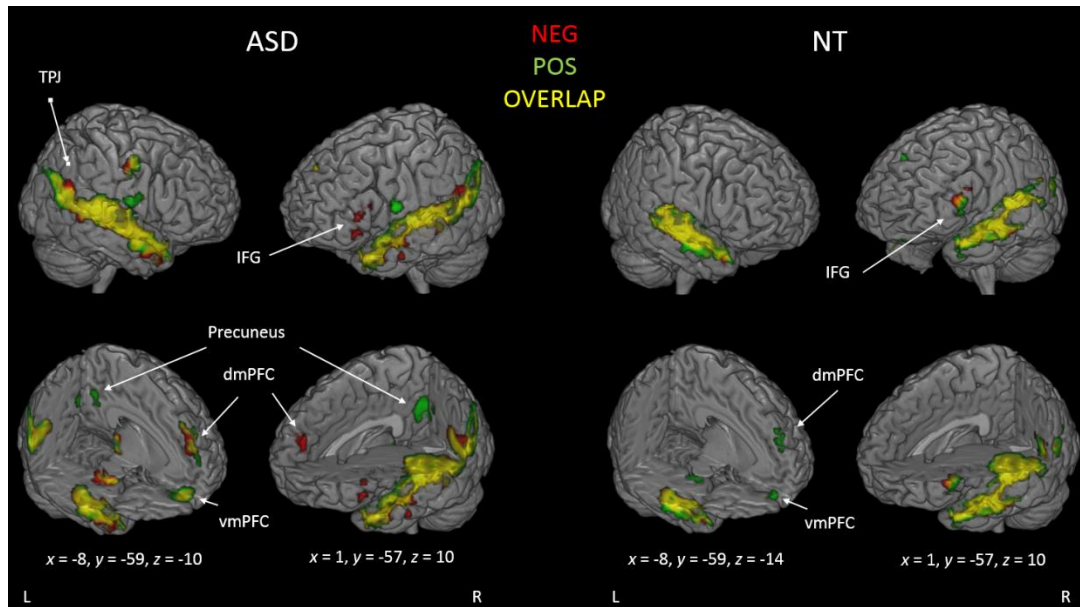 ASD
NEG
POS
OVERLAP
NT
TPJ
IFG
IFG
Precuneus
dmPFC
vmPFC
dmPFC
vmPFC
x = -8, y = -59, z = -10
x = 1, y = -57, z = 10
x = -8, y = -59, z = -14
x = 1, y = -57, z = 10
L
R
L
R